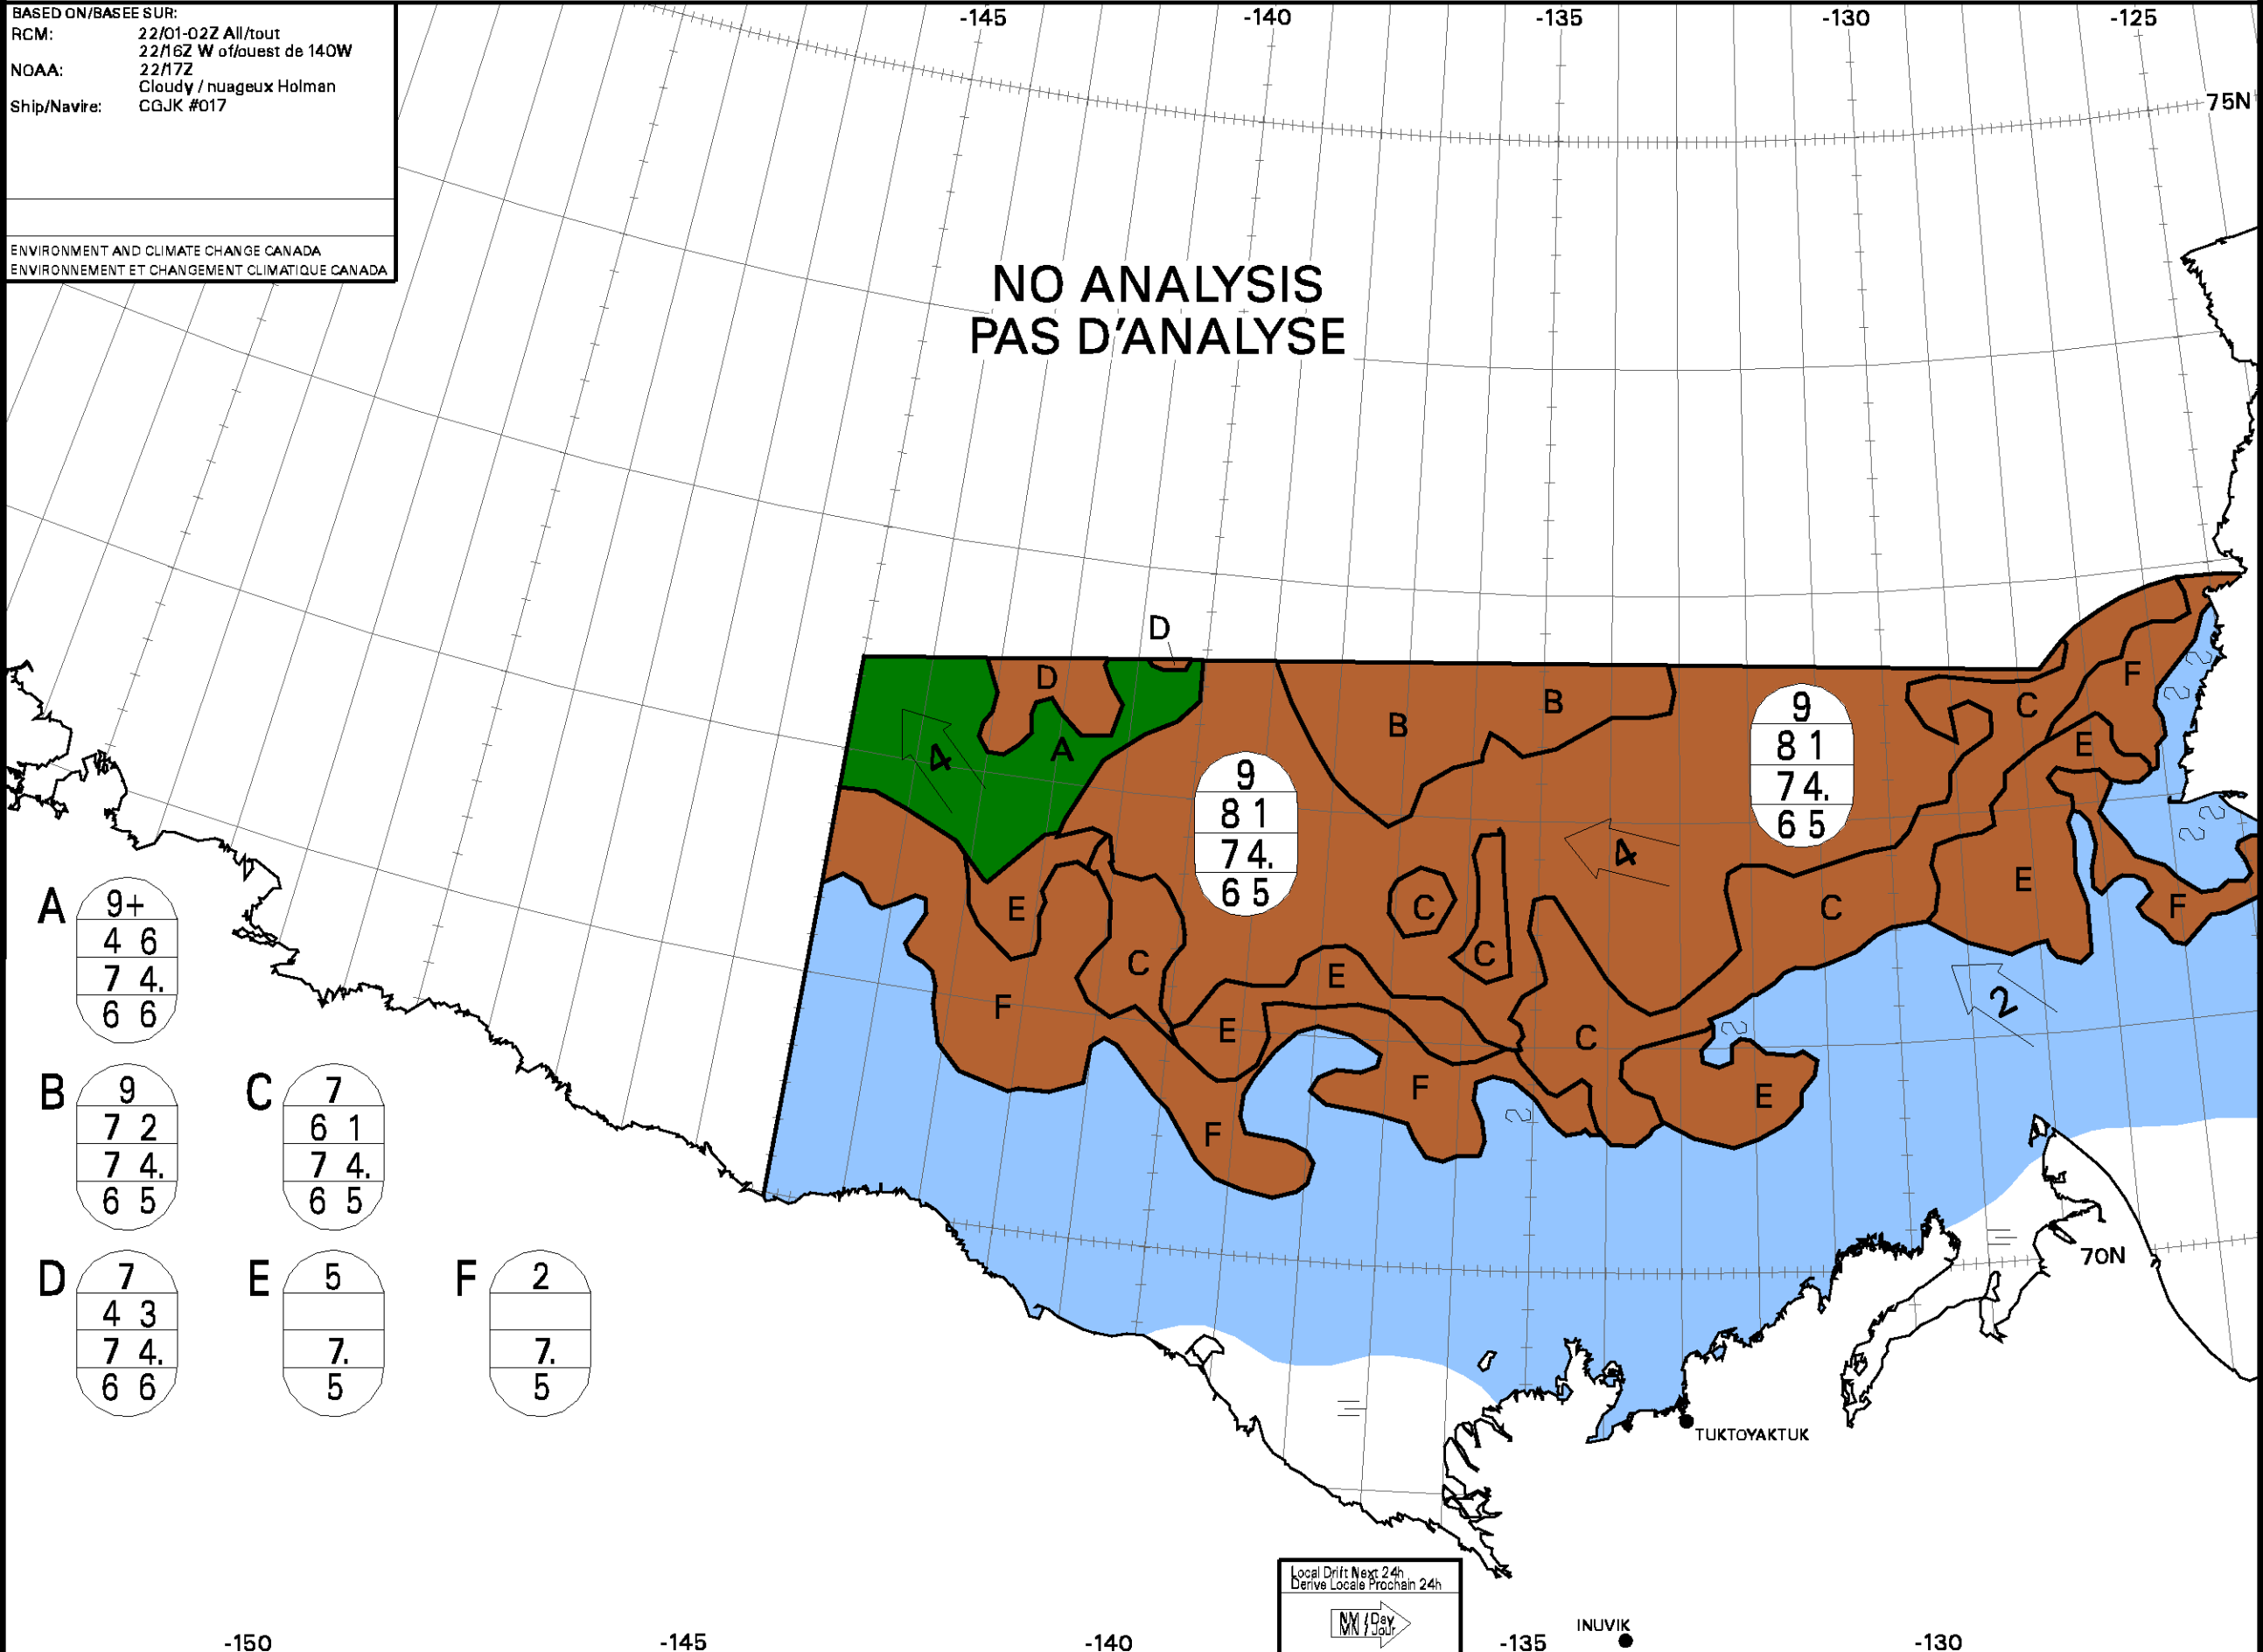 BASED ON/BASEE SUR:
RCM: 22/01-02Z All/tout
22/16Z W of/ouest de 140W
NOAA: 22/17Z
Cloudy / nuageux Holman
Ship/Navire: CGJK #017
ENVIRONMENT AND CLIMATE CHANGE CANADA
ENVIRONNEMENT ET CHANGEMENT CLIMATIQUE CANADA
-145 -140 -135 -130 -125
75N
NO ANALYSIS
PAS D'ANALYSE
D
D
B
B
C
F
4
A
E
9
8 1
7 4.
6 5
9
8 1
7 4.
6 5
4
E
C
C
C
C
E
F
E
F
C
E
E
C
2
F
F
E
F
A
9+
4 6
7 4.
6 6
B
9
7 2
7 4.
6 5
C
7
6 1
7 4.
6 5
D
7
4 3
7 4.
6 6
E
5
7.
5
F
2
7.
5
70N
TUKTOYAKTUK
Local Drift Next 24h
Derive Locale Prochain 24h
NM / Day
MN / Jour
INUVIK
-150 -145 -140 -135 -130